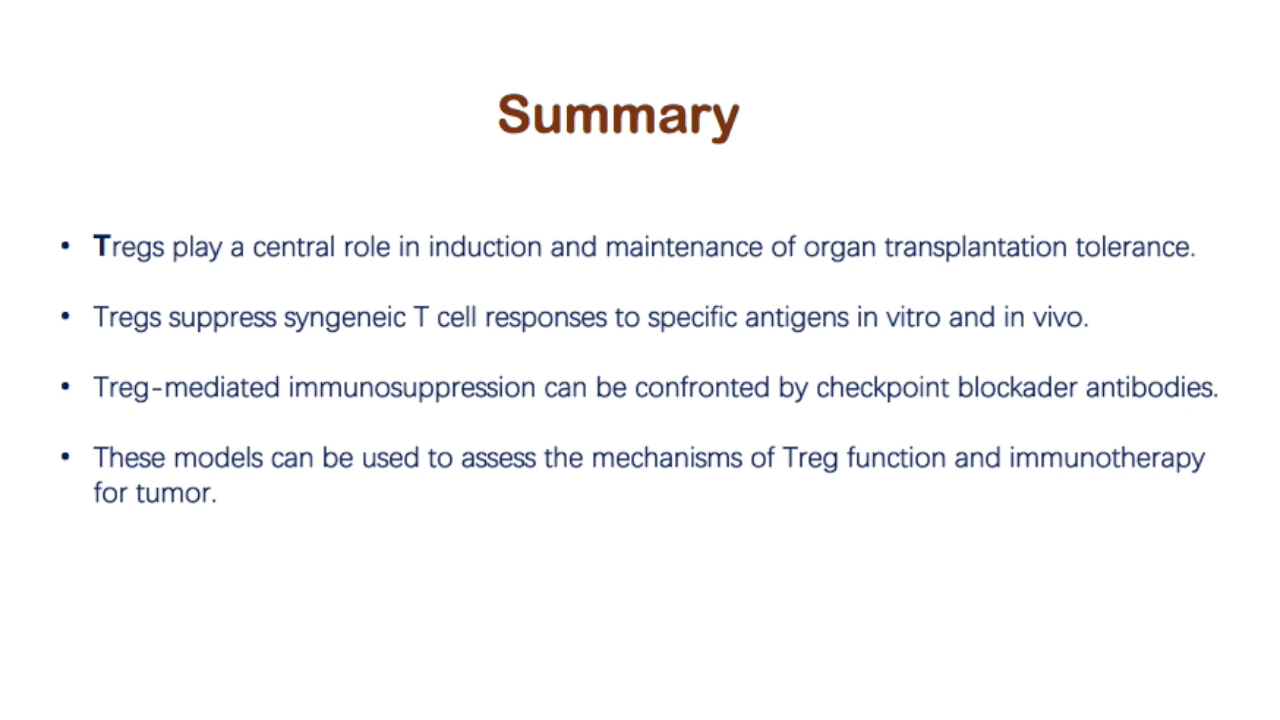 Summary
• Tregs play a central role in induction and maintenance of organ transplantation tolerance.
• Tregs suppress syngeneic T cell responses to specific antigens in vitro and in vivo.
• Treg-mediated immunosuppression can be confronted by checkpoint blockader antibodies.
• These models can be used to assess the mechanisms of Treg function and immunotherapy
for tumor.